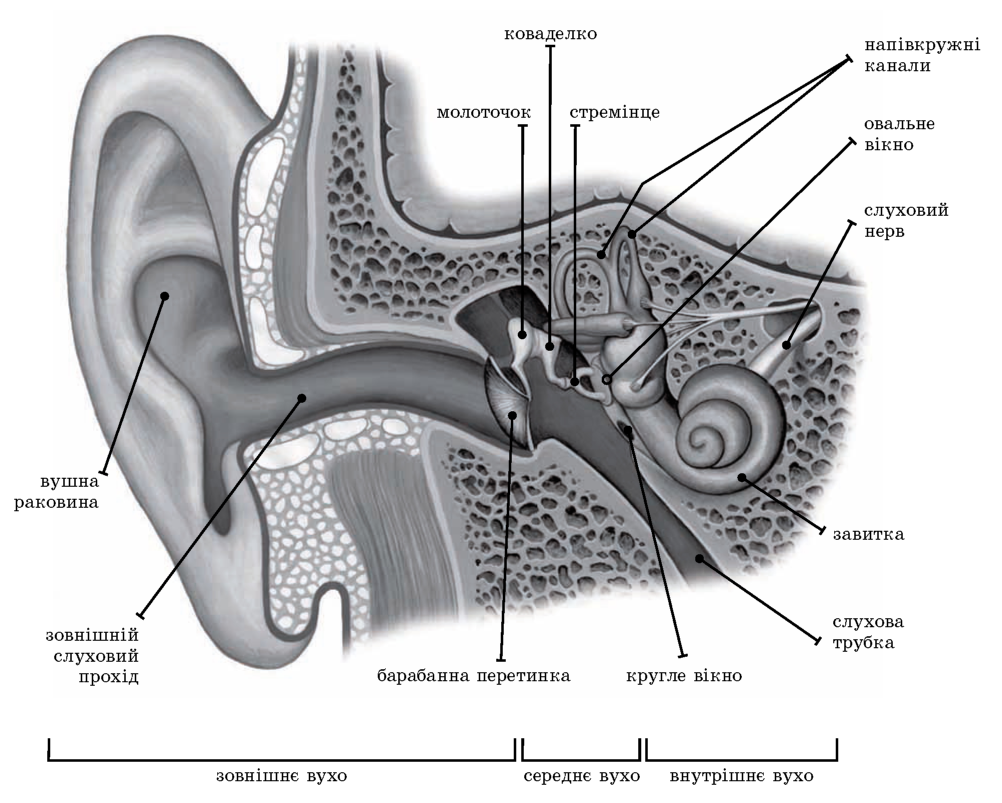 коваделко
напівкружні
канали
молоточок
стремінце
овальне
вікно
слуховий
нерв
вушна
раковина
завитка
зовнішній
слуховий
прохід
слухова
трубка
барабанна перетинка
кругле вікно
зовнішнє вухо
середнє вухо
внутрішнє вухо